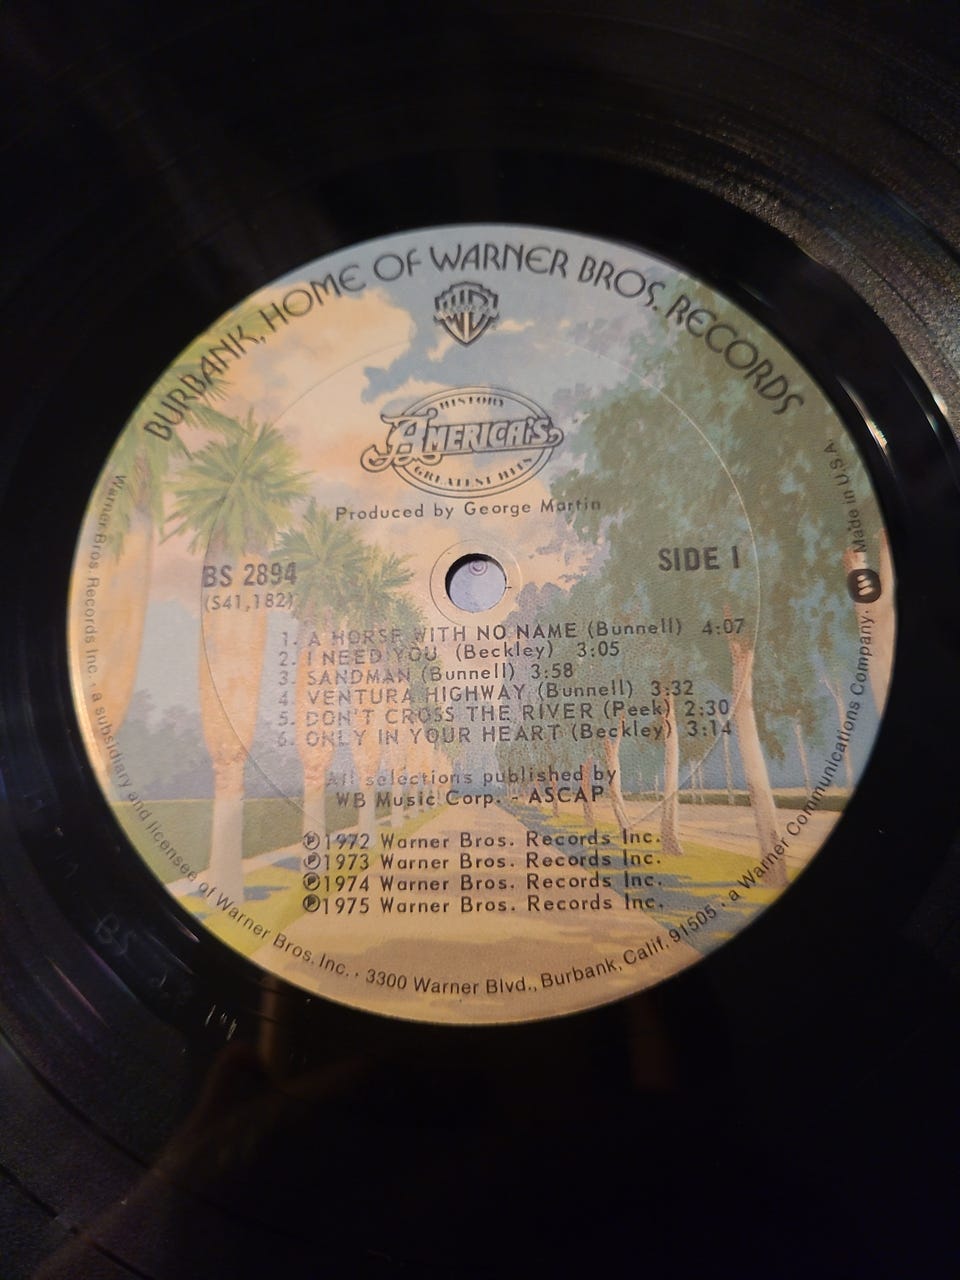 BURBANK, HOME OF WARNER BROS. RECORDS
HISTORY
AMERICA'S
GREATEST HITS
Produced by George Martin
BS 2894
(S41,182)
SIDE 1
1. A HORSE WITH NO NAME (Bunnell) 4:07
2. I NEED YOU (Beckley) 3:05
3. SANDMAN (Bunnell) 3:58
4. VENTURA HIGHWAY (Bunnell) 3:32
5. DON'T CROSS THE RIVER (Peek) 2:30
6. ONLY IN YOUR HEART (Beckley) 3:14
All selections published by
WB Music Corp. - ASCAP
℗1972 Warner Bros. Records Inc.
℗1973 Warner Bros. Records Inc.
℗1974 Warner Bros. Records Inc.
℗1975 Warner Bros. Records Inc.
Warner Bros. Records Inc., a subsidiary and licensee of Warner Bros. Inc. · 3300 Warner Blvd., Burbank, Calif. 91505 · a Warner Communications Company. Made in U.S.A.
BS